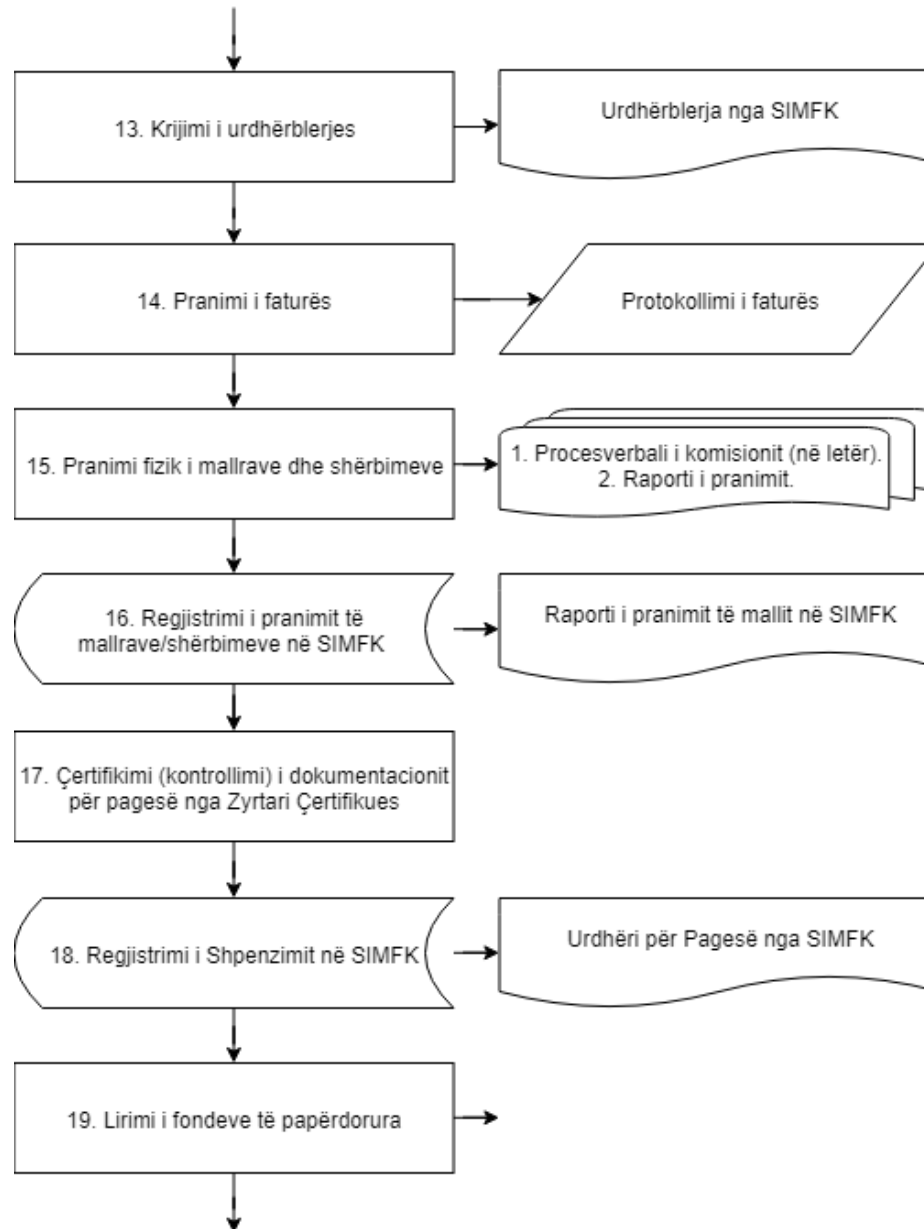 13. Krijimi i urdhërblerjes
Urdhërblerja nga SIMFK
14. Pranimi i faturës
Protokollimi i faturës
15. Pranimi fizik i mallrave dhe shërbimeve
1. Procesverbali i komisionit (në letër).
2. Raporti i pranimit.
16. Regjistrimi i pranimit të
mallrave/shërbimeve në SIMFK
Raporti i pranimit të mallit në SIMFK
17. Çertifikimi (kontrollimi) i dokumentacionit
për pagesë nga Zyrtari Çertifikues
18. Regjistrimi i Shpenzimit në SIMFK
Urdhëri për Pagesë nga SIMFK
19. Lirimi i fondeve të papërdorura